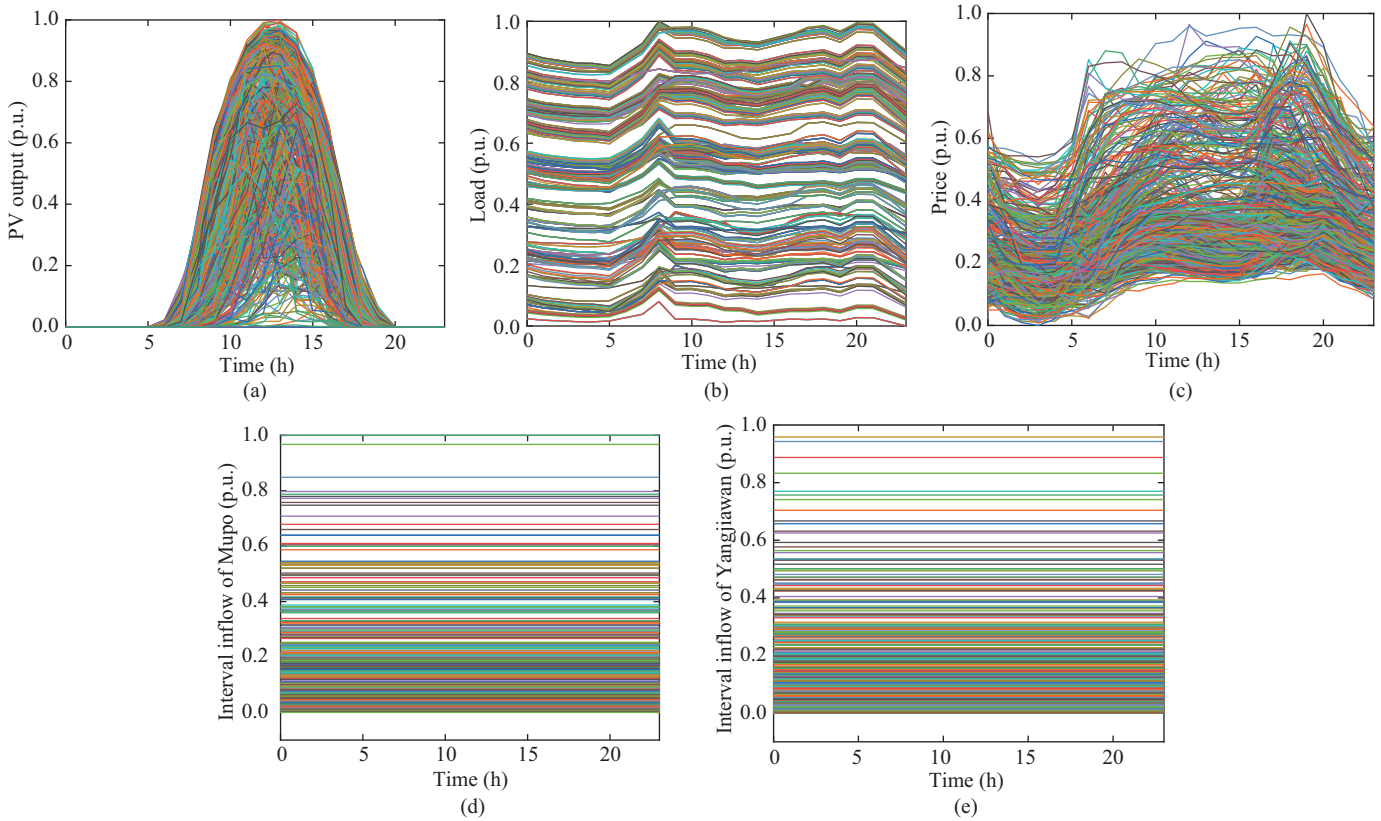 PV output (p.u.)
1.0
0.8
0.6
0.4
0.2
0.0
0 5 10 15 20
Time (h)
(a)
Load (p.u.)
1.0
0.8
0.6
0.4
0.2
0.0
0 5 10 15 20
Time (h)
(b)
Price (p.u.)
1.0
0.8
0.6
0.4
0.2
0.0
0 5 10 15 20
Time (h)
(c)
Interval inflow of Mupo (p.u.)
1.0
0.8
0.6
0.4
0.2
0.0
0 5 10 15 20
Time (h)
(d)
Interval inflow of Yangjiawan (p.u.)
1.0
0.8
0.6
0.4
0.2
0.0
0 5 10 15 20
Time (h)
(e)